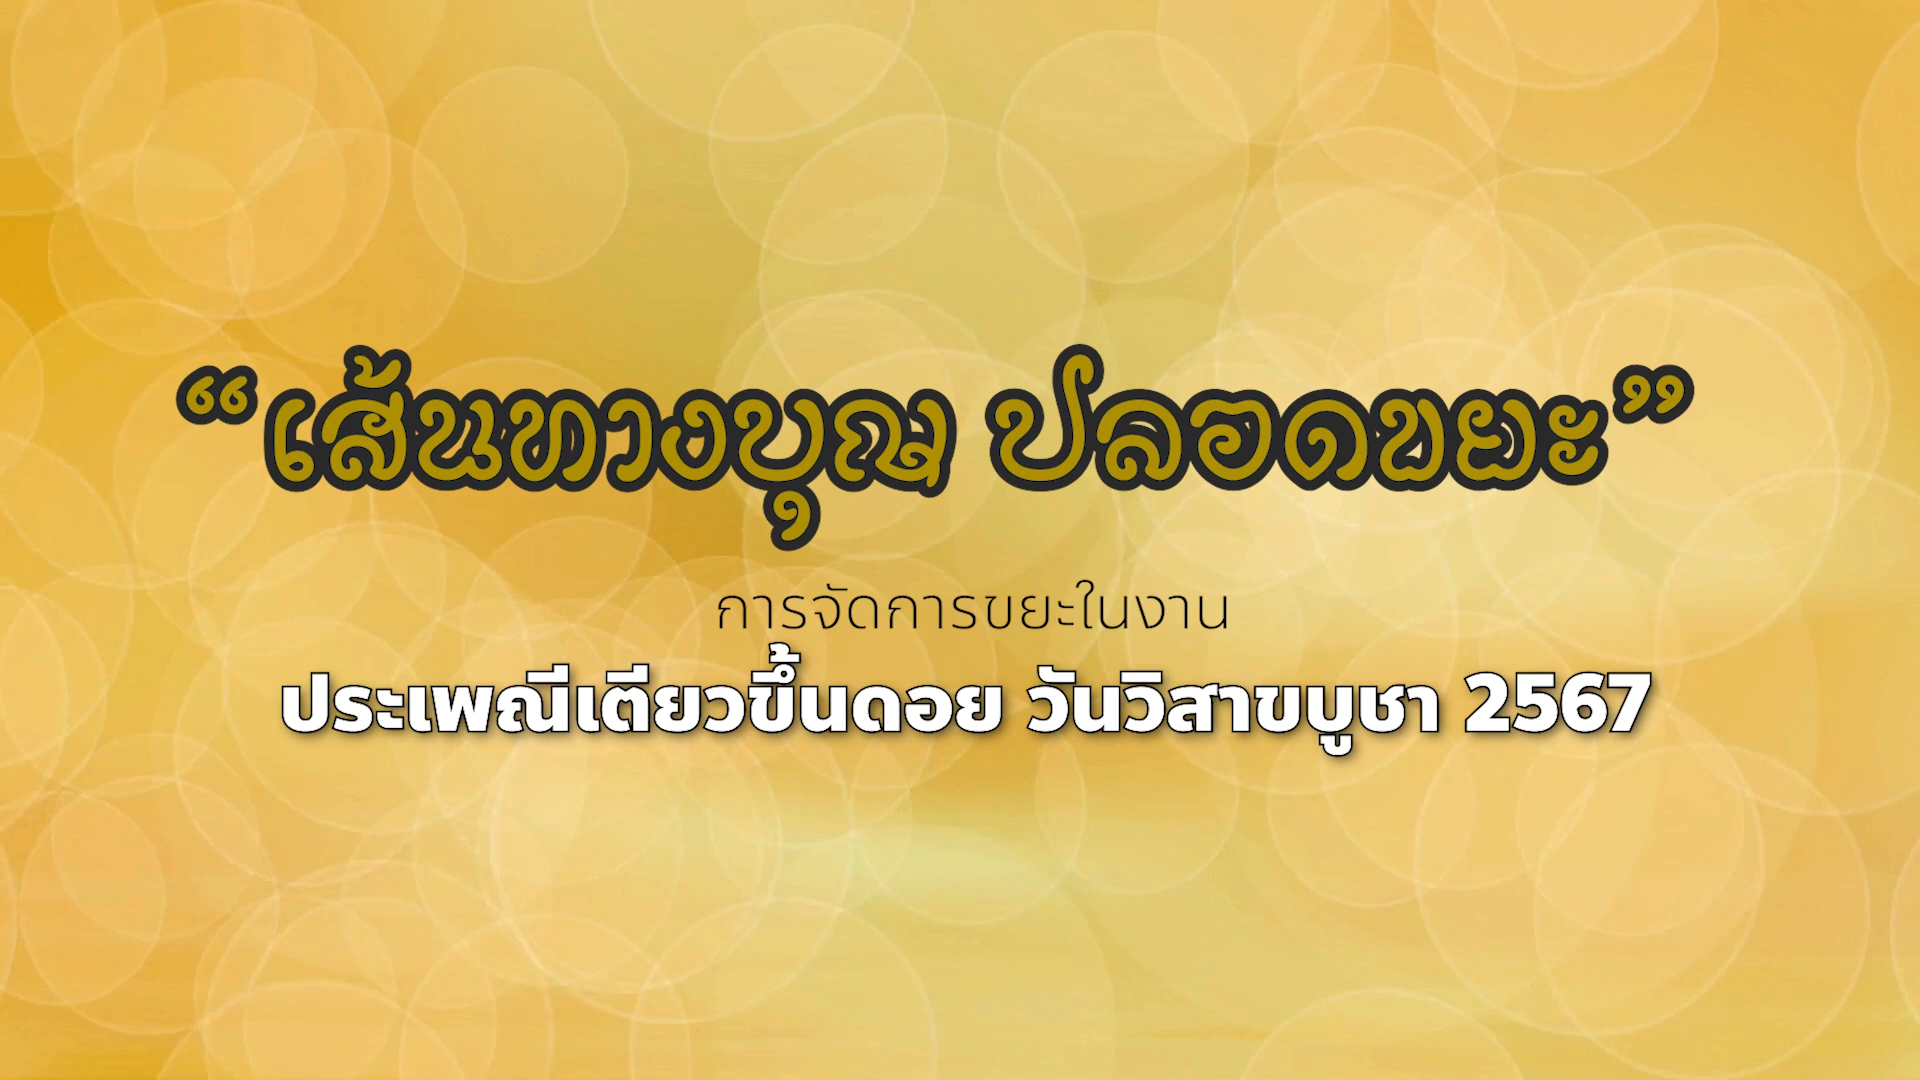 “เส้นทางบุญ ปลอดขยะ”
การจัดการขยะในงาน
ประเพณีเตียวขึ้นดอย วันวิสาขบูชา 2567